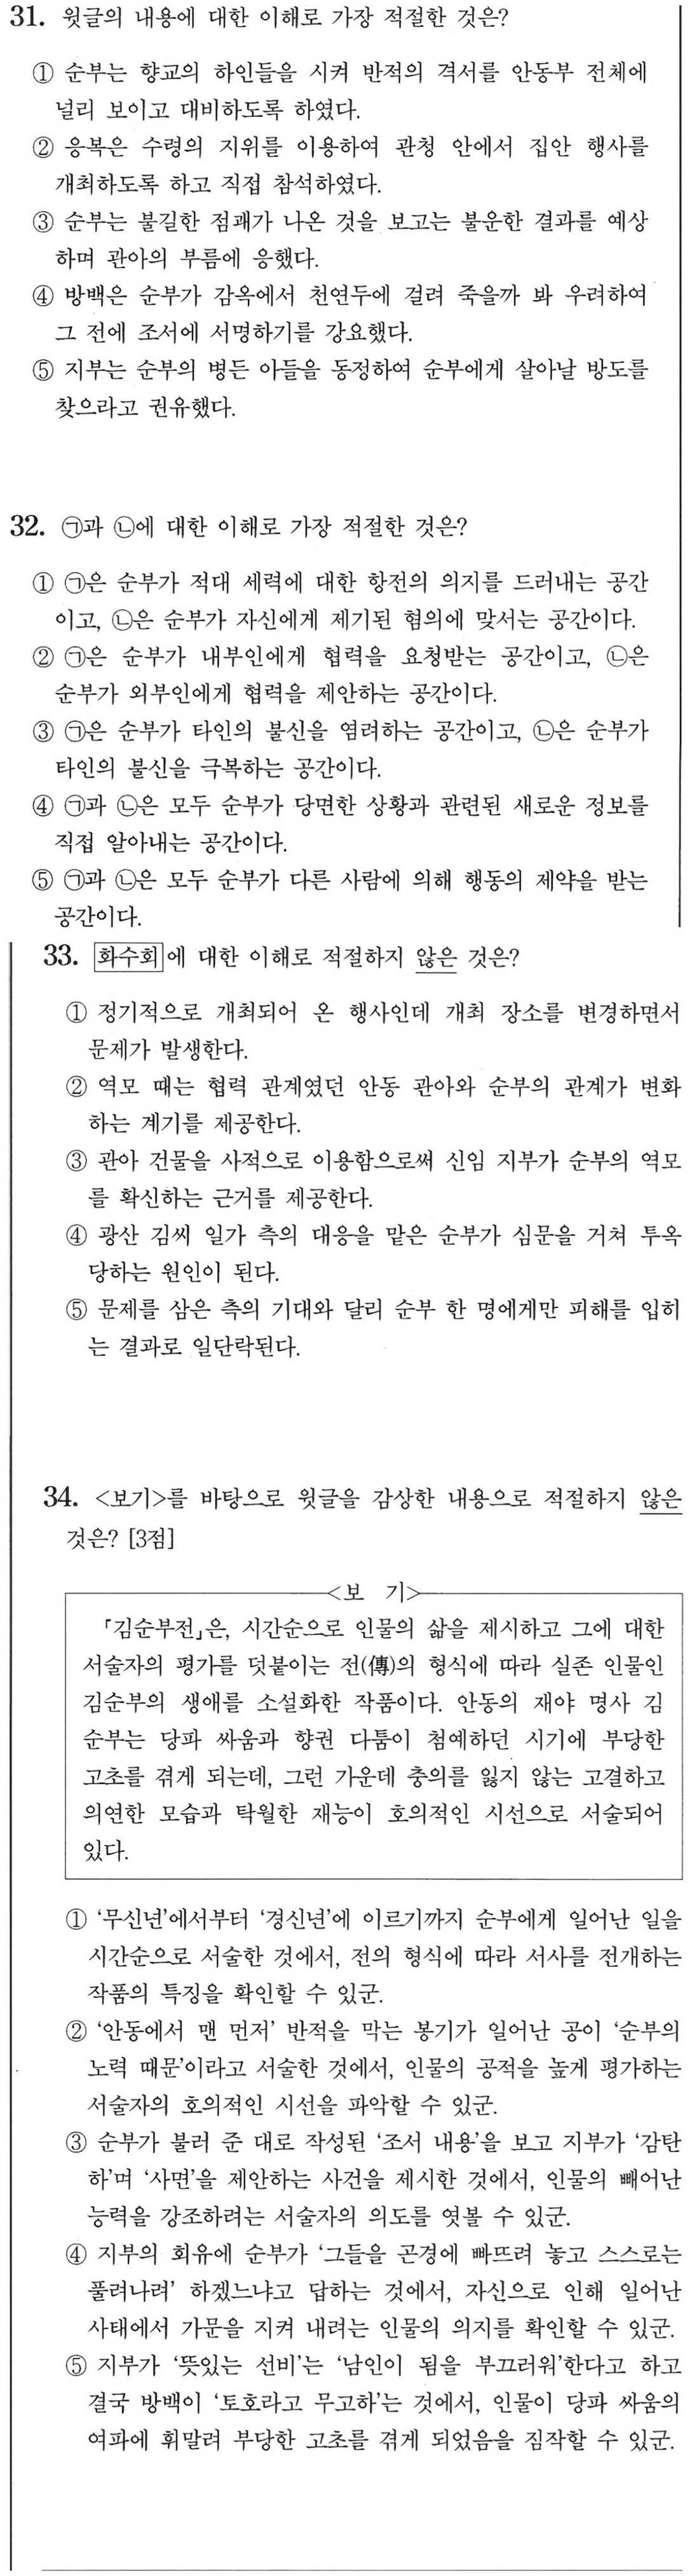 31. 윗글의 내용에 대한 이해로 가장 적절한 것은?
① 순부는 향교의 하인들을 시켜 반적의 격서를 안동부 전체에
널리 보이고 대비하도록 하였다.
② 응복은 수령의 지위를 이용하여 관청 안에서 집안 행사를
개최하도록 하고 직접 참석하였다.
③ 순부는 불길한 점괘가 나온 것을 보고는 불운한 결과를 예상
하며 관아의 부름에 응했다.
④ 방백은 순부가 감옥에서 천연두에 걸려 죽을까 봐 우려하여
그 전에 조서에 서명하기를 강요했다.
⑤ 지부는 순부의 병든 아들을 동정하여 순부에게 살아날 방도를
찾으라고 권유했다.
32. ㉠과 ㉡에 대한 이해로 가장 적절한 것은?
① ㉠은 순부가 적대 세력에 대한 항전의 의지를 드러내는 공간
이고, ㉡은 순부가 자신에게 제기된 혐의에 맞서는 공간이다.
② ㉠은 순부가 내부인에게 협력을 요청받는 공간이고, ㉡은
순부가 외부인에게 협력을 제안하는 공간이다.
③ ㉠은 순부가 타인의 불신을 염려하는 공간이고, ㉡은 순부가
타인의 불신을 극복하는 공간이다.
④ ㉠과 ㉡은 모두 순부가 당면한 상황과 관련된 새로운 정보를
직접 알아내는 공간이다.
⑤ ㉠과 ㉡은 모두 순부가 다른 사람에 의해 행동의 제약을 받는
공간이다.
33. 화수회에 대한 이해로 적절하지 않은 것은?
① 정기적으로 개최되어 온 행사인데 개최 장소를 변경하면서
문제가 발생한다.
② 역모 때는 협력 관계였던 안동 관아와 순부의 관계가 변화
하는 계기를 제공한다.
③ 관아 건물을 사적으로 이용함으로써 신임 지부가 순부의 역모
를 확신하는 근거를 제공한다.
④ 광산 김씨 일가 측의 대응을 맡은 순부가 심문을 거쳐 투옥
당하는 원인이 된다.
⑤ 문제를 삼은 측의 기대와 달리 순부 한 명에게만 피해를 입히
는 결과로 일단락된다.
34. <보기>를 바탕으로 윗글을 감상한 내용으로 적절하지 않은
것은? [3점]
<보 기>
「김순부전」은, 시간순으로 인물의 삶을 제시하고 그에 대한
서술자의 평가를 덧붙이는 전(傳)의 형식에 따라 실존 인물인
김순부의 생애를 소설화한 작품이다. 안동의 재야 명사 김
순부는 당파 싸움과 향권 다툼이 첨예하던 시기에 부당한
고초를 겪게 되는데, 그런 가운데 충의를 잃지 않는 고결하고
의연한 모습과 탁월한 재능이 호의적인 시선으로 서술되어
있다.
① ‘무신년’에서부터 ‘경신년’에 이르기까지 순부에게 일어난 일을
시간순으로 서술한 것에서, 전의 형식에 따라 서사를 전개하는
작품의 특징을 확인할 수 있군.
② ‘안동에서 맨 먼저’ 반적을 막는 봉기가 일어난 공이 ‘순부의
노력 때문’이라고 서술한 것에서, 인물의 공적을 높게 평가하는
서술자의 호의적인 시선을 파악할 수 있군.
③ 순부가 불러 준 대로 작성된 ‘조서 내용’을 보고 지부가 ‘감탄
하’며 ‘사면’을 제안하는 사건을 제시한 것에서, 인물의 빼어난
능력을 강조하려는 서술자의 의도를 엿볼 수 있군.
④ 지부의 회유에 순부가 ‘그들을 곤경에 빠뜨려 놓고 스스로는
풀려나려’ 하겠느냐고 답하는 것에서, 자신으로 인해 일어난
사태에서 가문을 지켜 내려는 인물의 의지를 확인할 수 있군.
⑤ 지부가 ‘뜻있는 선비’는 ‘남인이 됨을 부끄러워’한다고 하고
결국 방백이 ‘토호라고 무고하’는 것에서, 인물이 당파 싸움의
여파에 휘말려 부당한 고초를 겪게 되었음을 짐작할 수 있군.